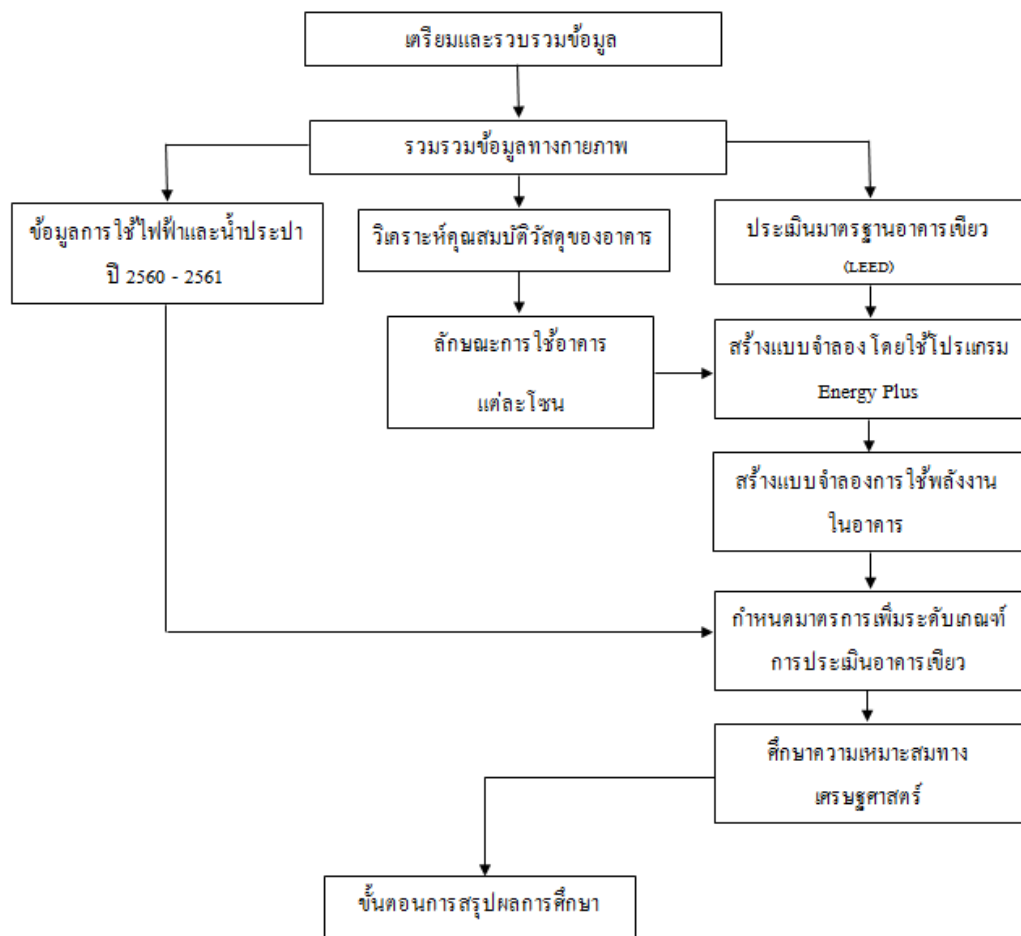 เตรียมและรวบรวมข้อมูล
รวมรวมข้อมูลทางกายภาพ
ข้อมูลการใช้ไฟฟ้าและน้ำประปา
ปี 2560 - 2561
วิเคราะห์คุณสมบัติวัสดุของอาคาร
ประเมินมาตรฐานอาคารเขียว
(LEED)
ลักษณะการใช้อาคาร
แต่ละโซน
สร้างแบบจำลอง โดยใช้โปรแกรม
Energy Plus
สร้างแบบจำลองการใช้พลังงาน
ในอาคาร
กำหนดมาตรการเพิ่มระดับเกณฑ์
การประเมินอาคารเขียว
ศึกษาความเหมาะสมทาง
เศรษฐศาสตร์
ขั้นตอนการสรุปผลการศึกษา